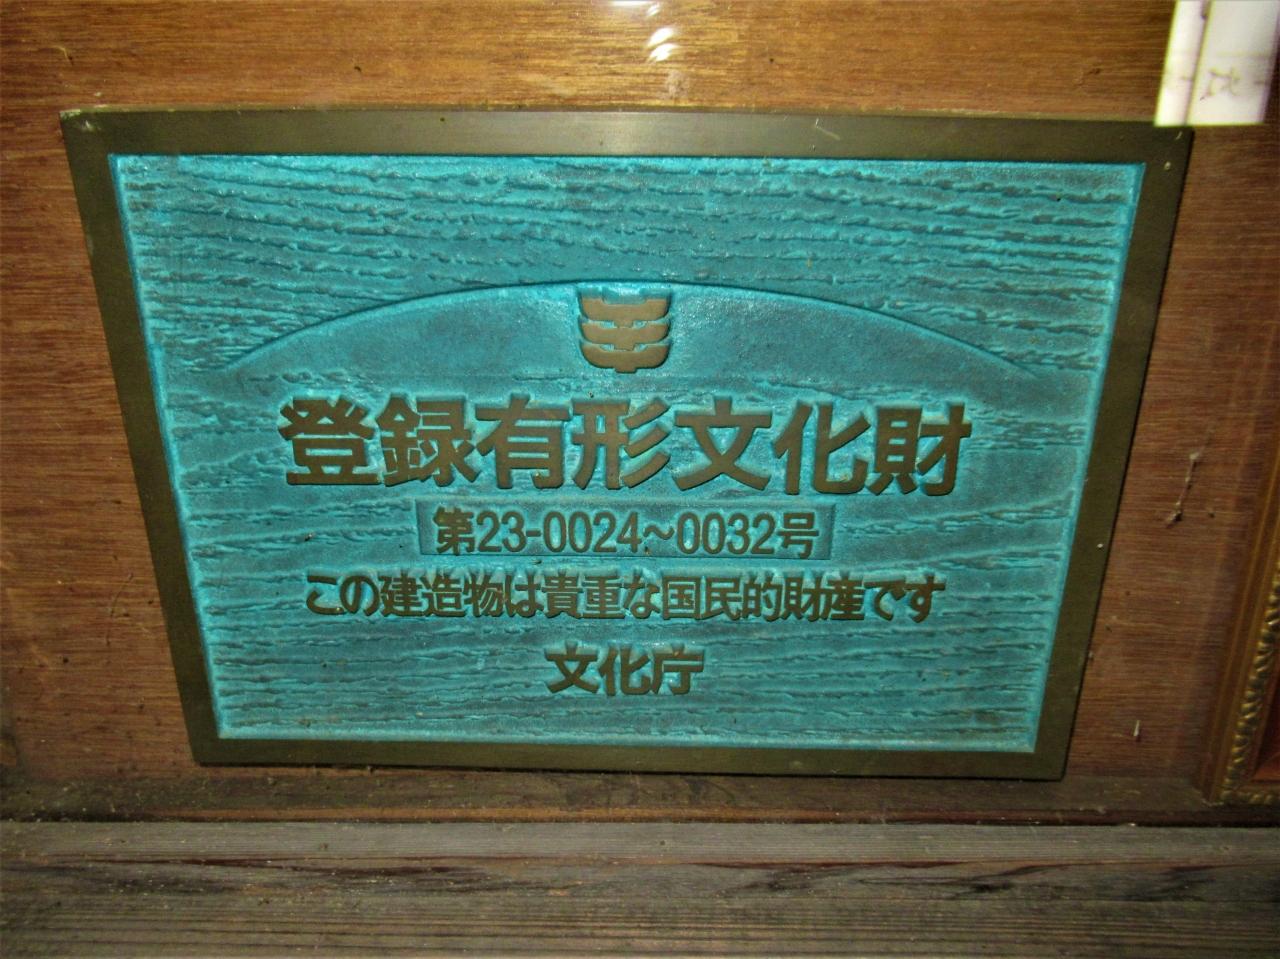 登録有形文化財
第23-0024～0032号
この建造物は貴重な国民的財産です
文化庁